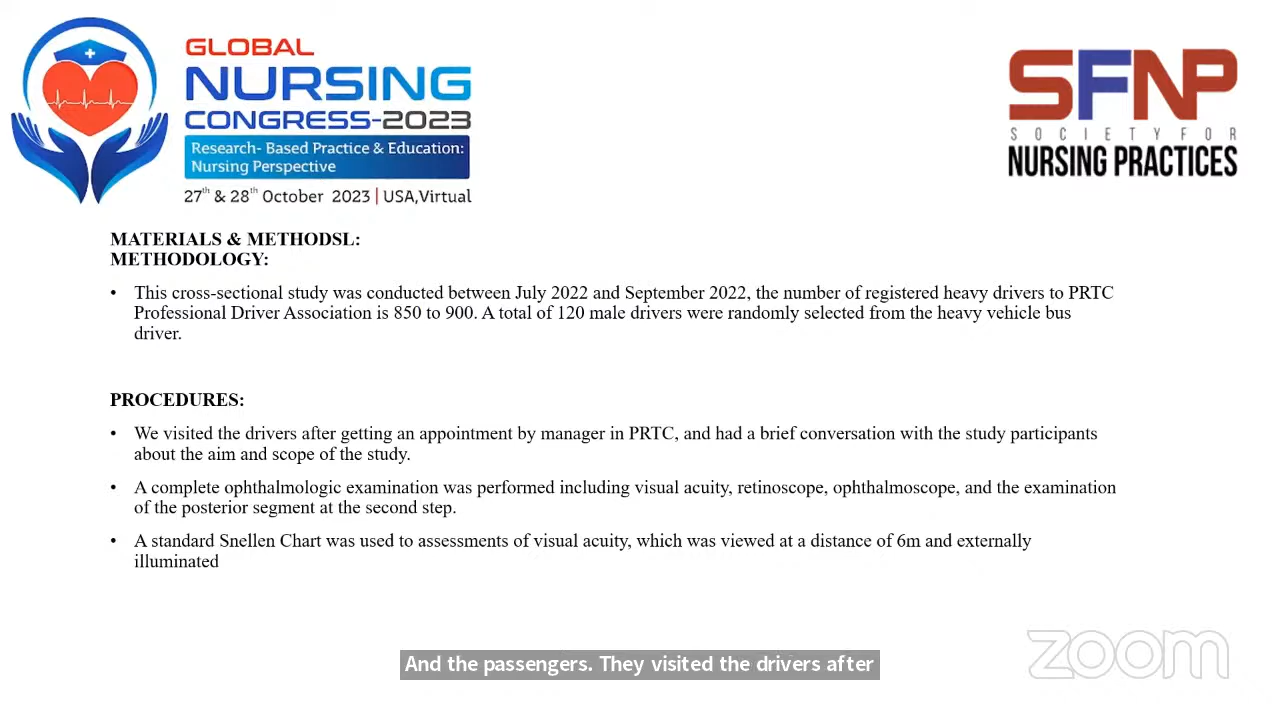 GLOBAL
NURSING
CONGRESS-2023
Research- Based Practice & Education:
Nursing Perspective
27th & 28th October 2023 | USA,Virtual
SFNP
SOCIETY FOR
NURSING PRACTICES
MATERIALS & METHODSL:
METHODOLOGY:
• This cross-sectional study was conducted between July 2022 and September 2022, the number of registered heavy drivers to PRTC
Professional Driver Association is 850 to 900. A total of 120 male drivers were randomly selected from the heavy vehicle bus
driver.
PROCEDURES:
• We visited the drivers after getting an appointment by manager in PRTC, and had a brief conversation with the study participants
about the aim and scope of the study.
• A complete ophthalmologic examination was performed including visual acuity, retinoscope, ophthalmoscope, and the examination
of the posterior segment at the second step.
• A standard Snellen Chart was used to assessments of visual acuity, which was viewed at a distance of 6m and externally
illuminated
And the passengers. They visited the drivers after
zoom